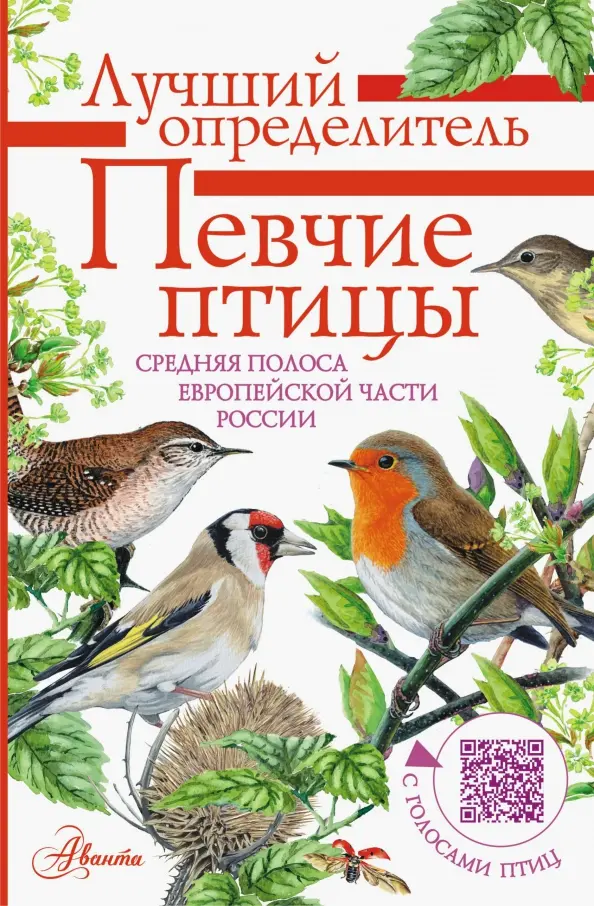 Лучший
определитель
Певчие
птицы
СРЕДНЯЯ ПОЛОСА
ЕВРОПЕЙСКОЙ ЧАСТИ
РОССИИ
С ГОЛОСАМИ ПТИЦ
Аванта